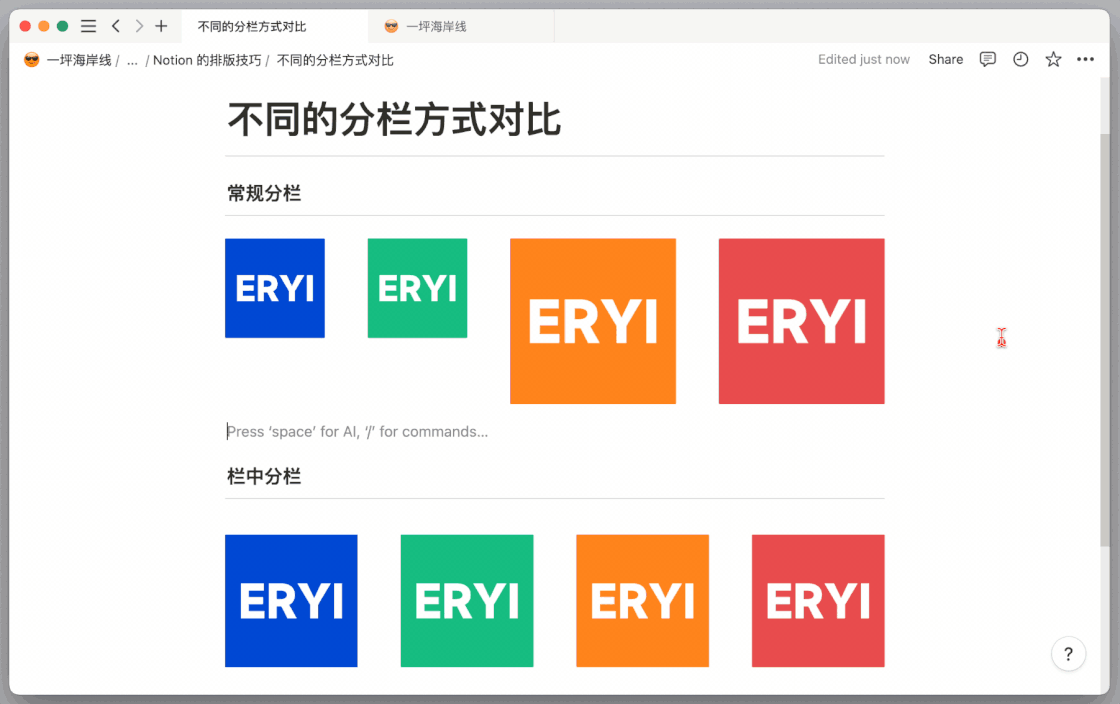 不同的分栏方式对比
一坪海岸线
一坪海岸线 / ... / Notion 的排版技巧 / 不同的分栏方式对比
Edited just now Share
不同的分栏方式对比
常规分栏
ERYI ERYI ERYI ERYI
Press ‘space’ for AI, ‘/’ for commands...
栏中分栏
ERYI ERYI ERYI ERYI
?